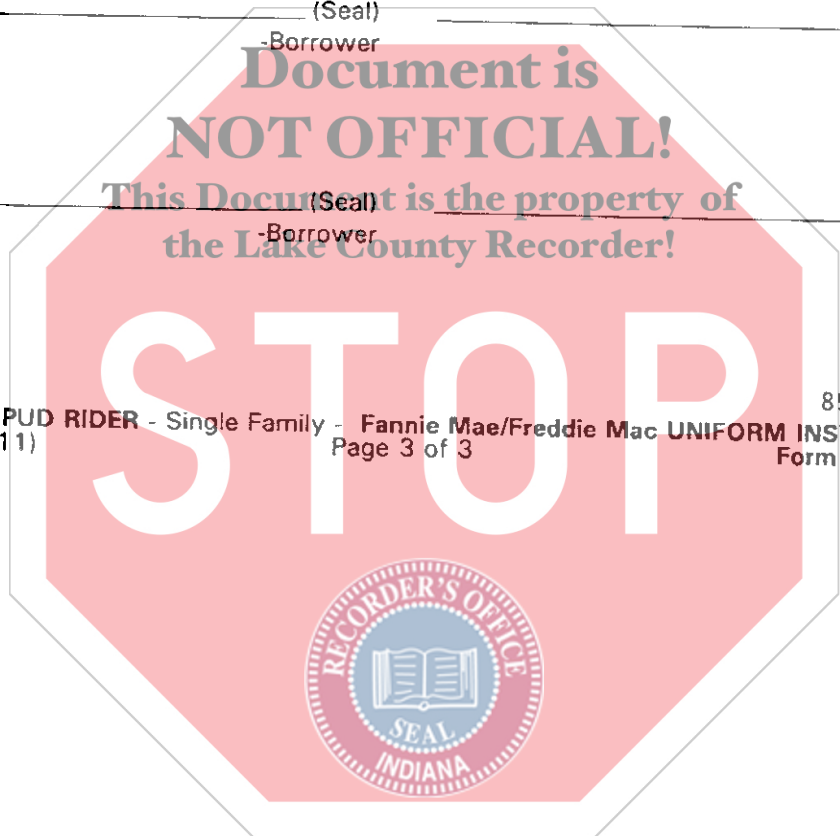 (Seal)
-Borrower
Document is
NOT OFFICIAL!
This Document is the property of
(Seal)
the Lake County Recorder!
-Borrower
STOP
PUD RIDER - Single Family - Fannie Mae/Freddie Mac UNIFORM INS
11)
Page 3 of 3
Form
RECORDER'S OFFICE
SEAL
INDIANA